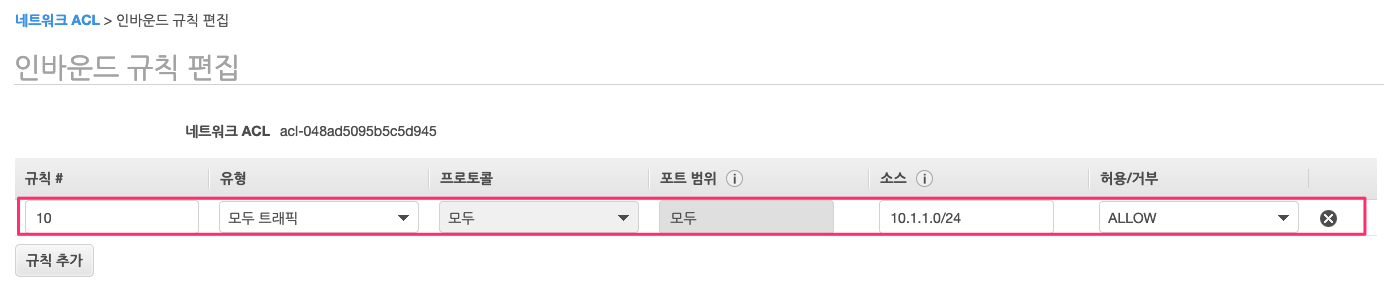 네트워크 ACL > 인바운드 규칙 편집
인바운드 규칙 편집
네트워크 ACL acl-048ad5095b5c5d945
규칙 # 유형 프로토콜 포트 범위 소스 허용/거부
10 모두 트래픽 모두 모두 10.1.1.0/24 ALLOW
규칙 추가